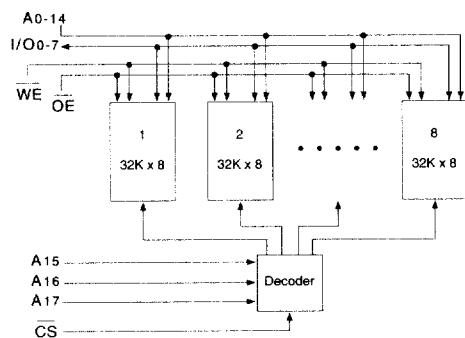 A0-14
I/O0-7
WE
OE
1
32K x 8
2
32K x 8
8
32K x 8
A15
A16
A17
Decoder
CS